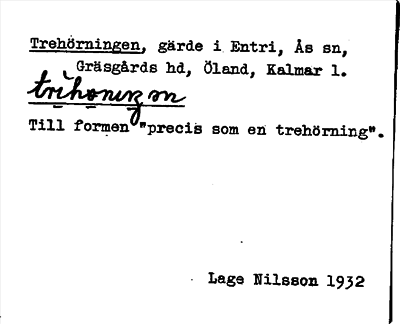 Trehörningen, gärde i Entri, Ås sn,
Gräsgårds hd, Öland, Kalmar l.
Till formen "precis som en trehörning".
Lage Nilsson 1932